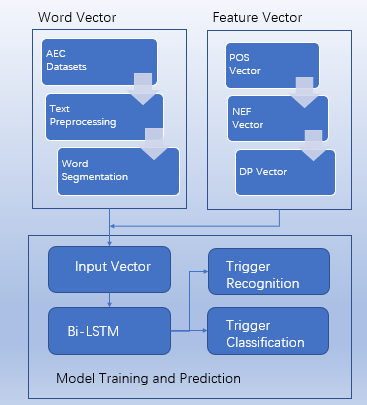 Word Vector
AEC
Datasets
Text
Preprocessing
Word
Segmentation
Feature Vector
POS
Vector
NEF
Vector
DP Vector
Input Vector
Bi-LSTM
Trigger
Recognition
Trigger
Classification
Model Training and Prediction